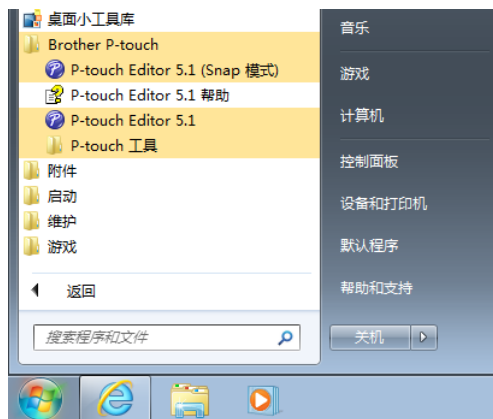 桌面小工具库
Brother P-touch
P-touch Editor 5.1 (Snap 模式)
P-touch Editor 5.1 帮助
P-touch Editor 5.1
P-touch 工具
附件
启动
维护
游戏
返回
搜索程序和文件
音乐
游戏
计算机
控制面板
设备和打印机
默认程序
帮助和支持
关机